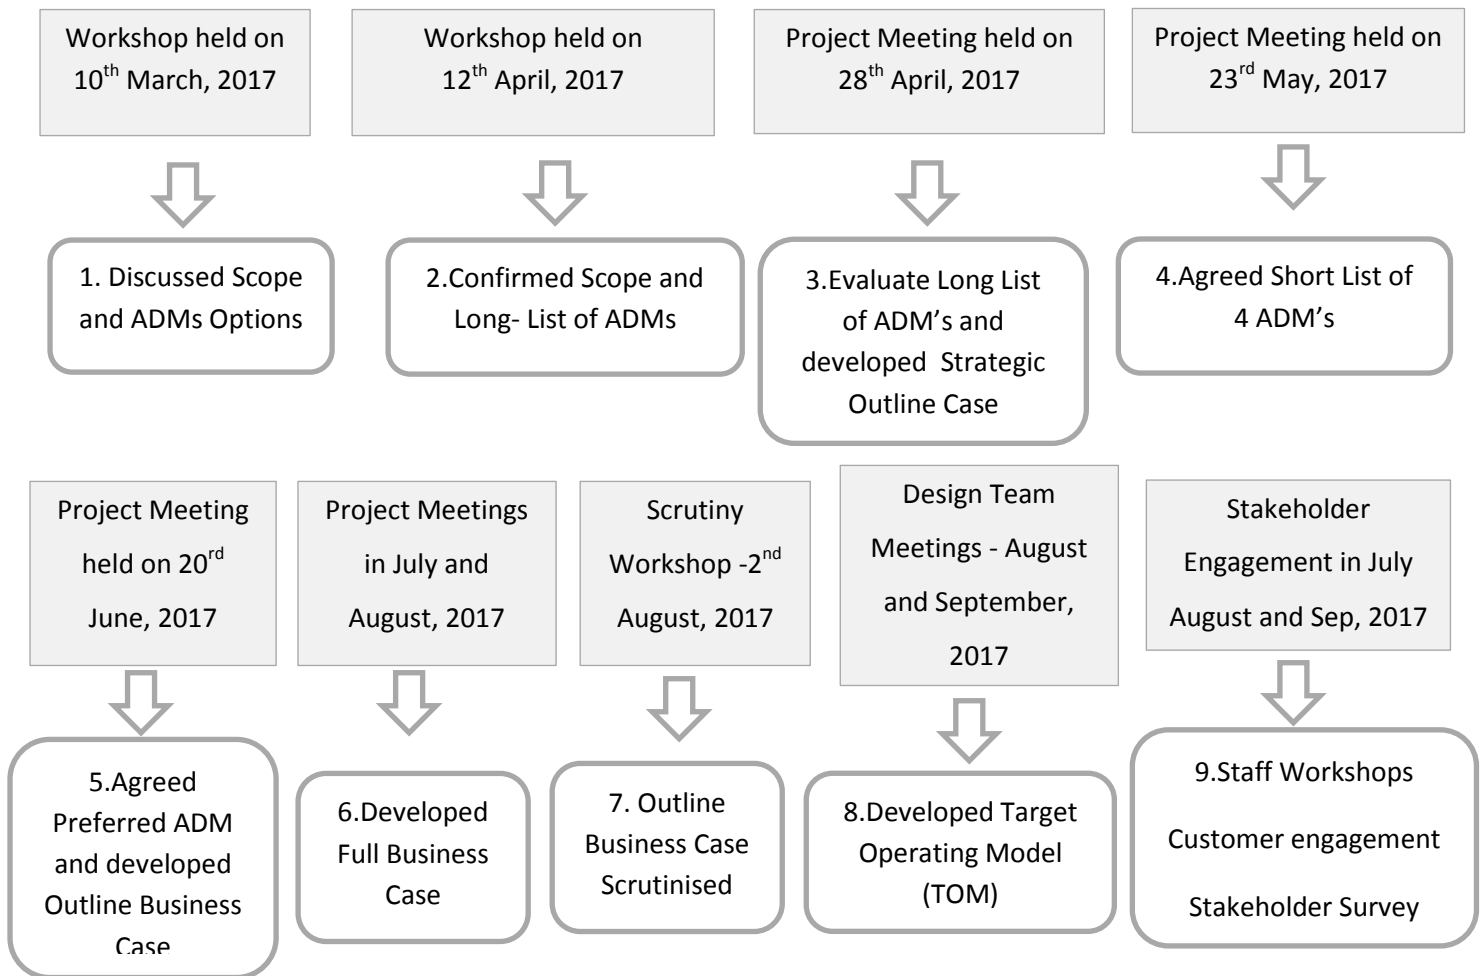 Workshop held on
10th March, 2017
Workshop held on
12th April, 2017
Project Meeting held on
28th April, 2017
Project Meeting held on
23rd May, 2017
1. Discussed Scope
and ADMs Options
2.Confirmed Scope and
Long- List of ADMs
3.Evaluate Long List
of ADM’s and
developed Strategic
Outline Case
4.Agreed Short List of
4 ADM’s
Project Meeting
held on 20rd
June, 2017
Project Meetings
in July and
August, 2017
Scrutiny
Workshop -2nd
August, 2017
Design Team
Meetings - August
and September,
2017
Stakeholder
Engagement in July
August and Sep, 2017
5.Agreed
Preferred ADM
and developed
Outline Business
Case
6.Developed
Full Business
Case
7. Outline
Business Case
Scrutinised
8.Developed Target
Operating Model
(TOM)
9.Staff Workshops
Customer engagement
Stakeholder Survey